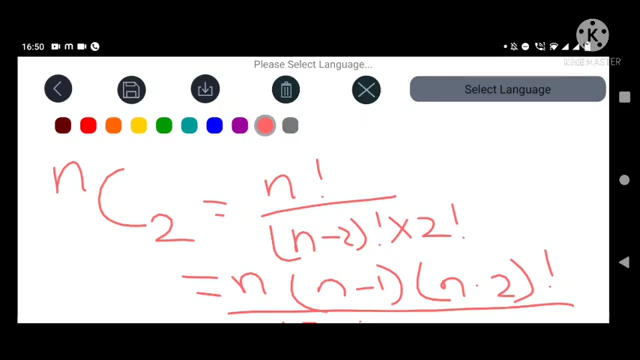 16:50
K
KINEMASTER
Please Select Language...
Select Language
nC2 = n! / (n-2)! × 2!
= n (n-1) (n-2)!